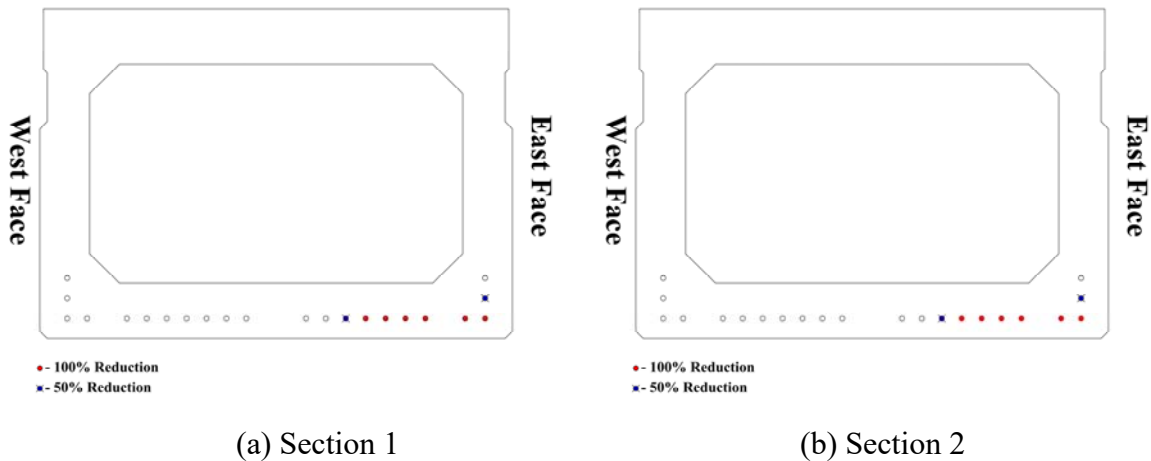 West Face
East Face
● - 100% Reduction
■ - 50% Reduction
(a) Section 1
West Face
East Face
● - 100% Reduction
■ - 50% Reduction
(b) Section 2